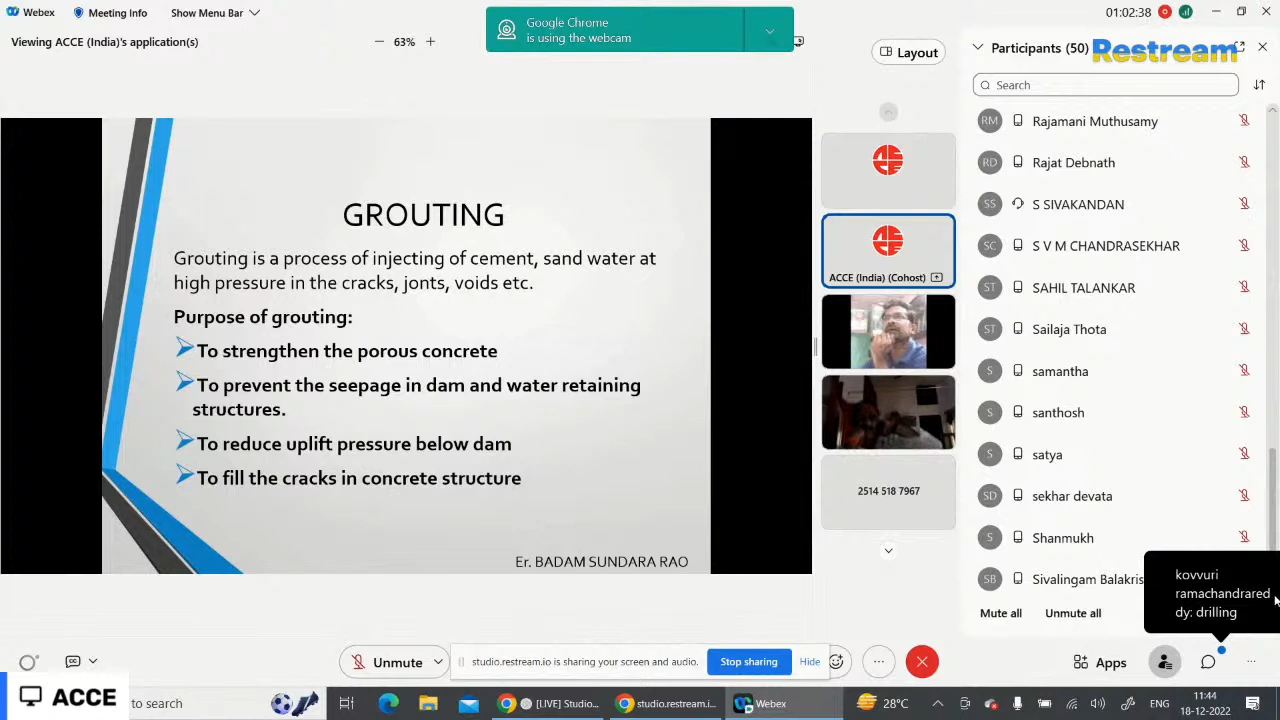 Webex
Meeting Info
Show Menu Bar
Google Chrome
is using the webcam
01:02:38
Viewing ACCE (India)'s application(s)
63%
Layout
Participants (50)
Restream
Search
GROUTING
Grouting is a process of injecting of cement, sand water at
high pressure in the cracks, jonts, voids etc.
Purpose of grouting:
To strengthen the porous concrete
To prevent the seepage in dam and water retaining
structures.
To reduce uplift pressure below dam
To fill the cracks in concrete structure
Er. BADAM SUNDARA RAO
ACCE (India) (Cohost)
2514 518 7967
RM Rajamani Muthusamy
RD Rajat Debnath
SS S SIVAKANDAN
SC S V M CHANDRASEKHAR
ST SAHIL TALANKAR
ST Sailaja Thota
S samantha
S santhosh
S satya
SD sekhar devata
S Shanmukh
SB Sivalingam Balakris
kovvuri
ramachandrared
dy: drilling
Mute all
Unmute all
Unmute
studio.restream.io is sharing your screen and audio.
Stop sharing
Hide
Apps
ACCE
to search
[LIVE] Studio...
studio.restream.i...
Webex
28°C
ENG
11:44
18-12-2022